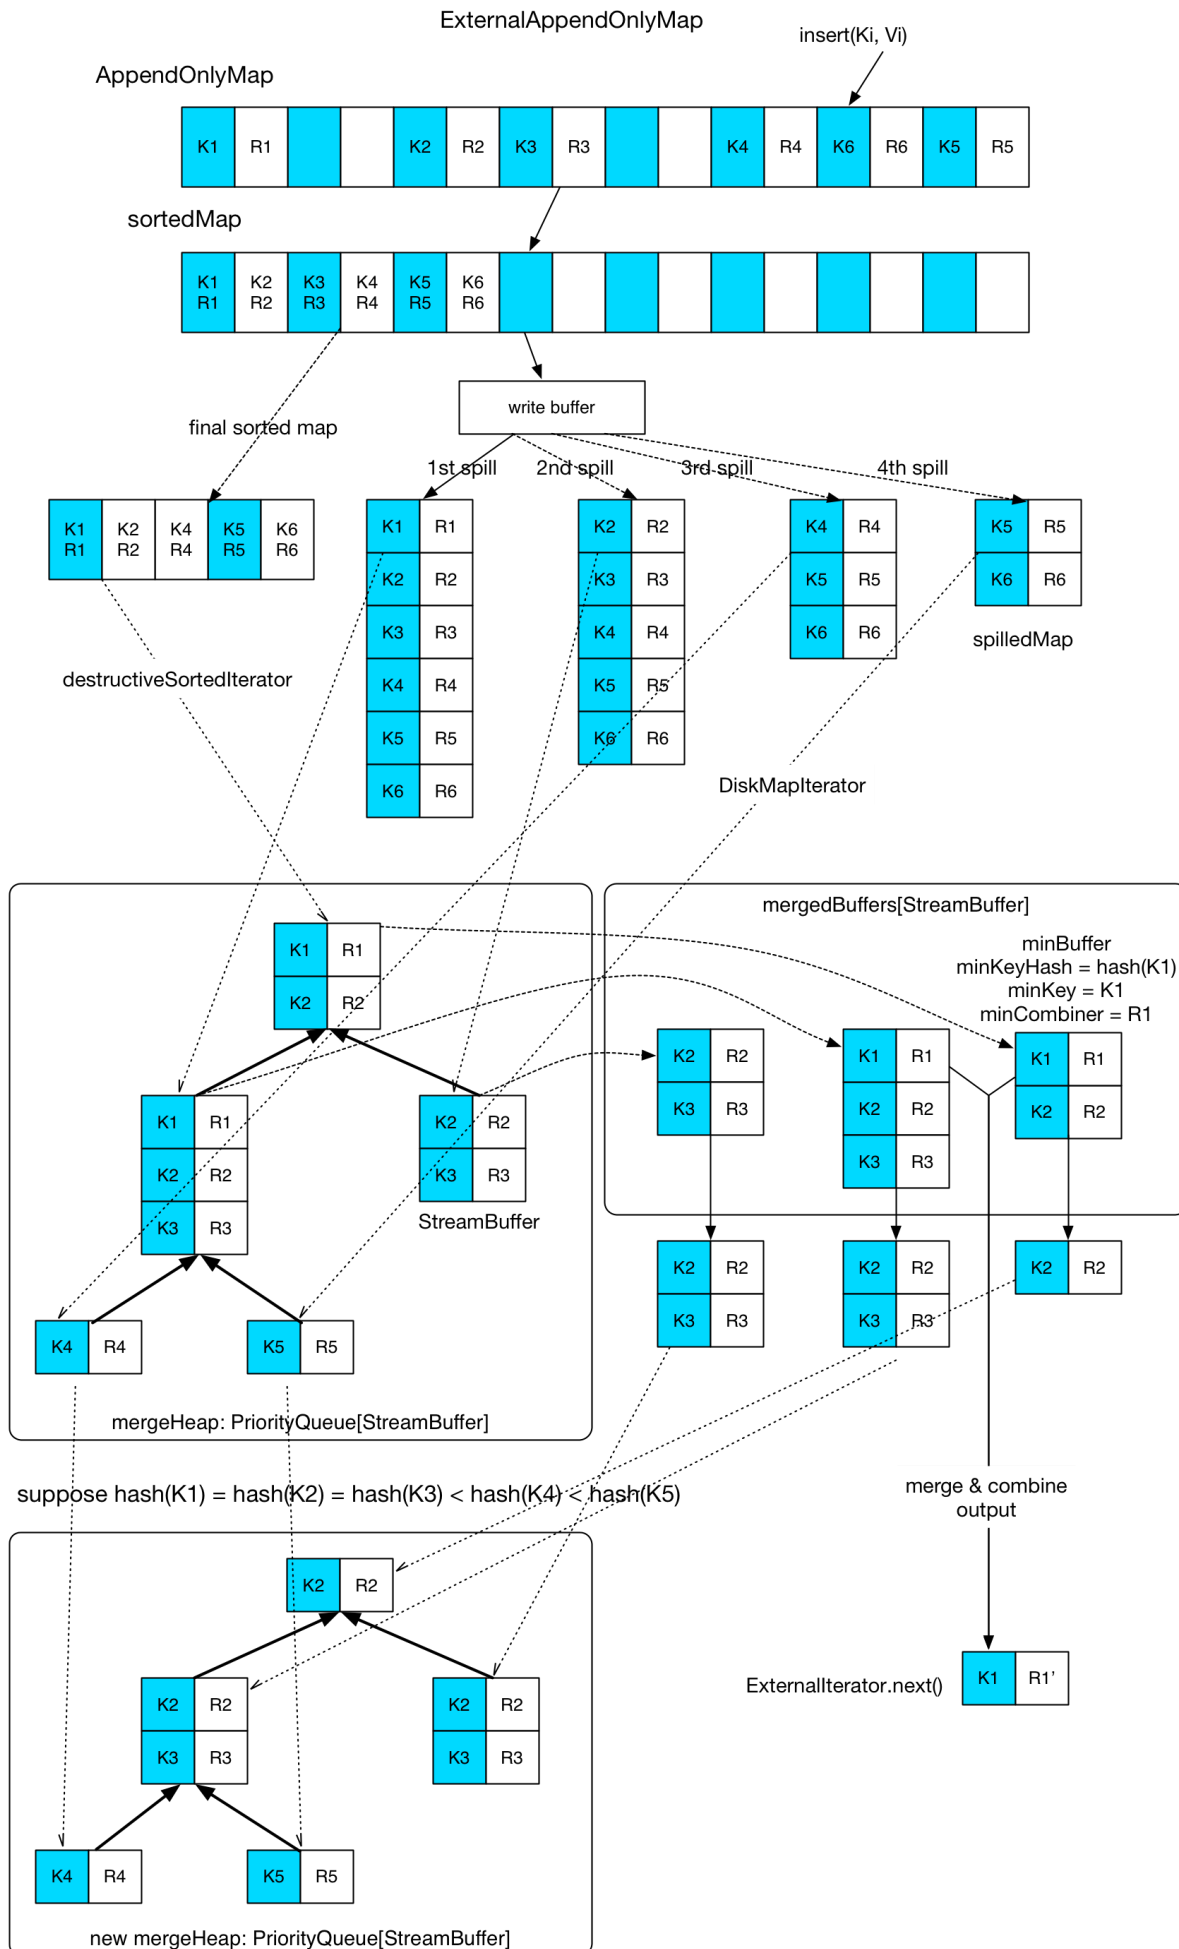 ExternalAppendOnlyMap
insert(Ki, Vi)
AppendOnlyMap
K1 R1 K2 R2 K3 R3 K4 R4 K6 R6 K5 R5
sortedMap
K1 K2 K3 K4 K5 K6
R1 R2 R3 R4 R5 R6
write buffer
final sorted map
1st spill 2nd spill 3rd spill 4th spill
K1 K2 K4 K5 K6
R1 R2 R4 R5 R6
K1 R1
K2 R2
K3 R3
K4 R4
K5 R5
K6 R6
K2 R2
K3 R3
K4 R4
K5 R5
K6 R6
K4 R4
K5 R5
K6 R6
K5 R5
K6 R6
spilledMap
destructiveSortedIterator
DiskMapIterator
K1 R1
K2 R2
K1 R1
K2 R2
K3 R3
K2 R2
K3 R3
StreamBuffer
K4 R4
K5 R5
mergeHeap: PriorityQueue[StreamBuffer]
mergedBuffers[StreamBuffer]
minBuffer
minKeyHash = hash(K1)
minKey = K1
minCombiner = R1
K2 R2
K3 R3
K1 R1
K2 R2
K3 R3
K1 R1
K2 R2
K2 R2
K3 R3
K2 R2
K3 R3
K2 R2
suppose hash(K1) = hash(K2) = hash(K3) < hash(K4) < hash(K5)
merge & combine
output
K2 R2
K2 R2
K3 R3
K2 R2
K3 R3
K4 R4
K5 R5
new mergeHeap: PriorityQueue[StreamBuffer]
ExternalIterator.next()
K1 R1’